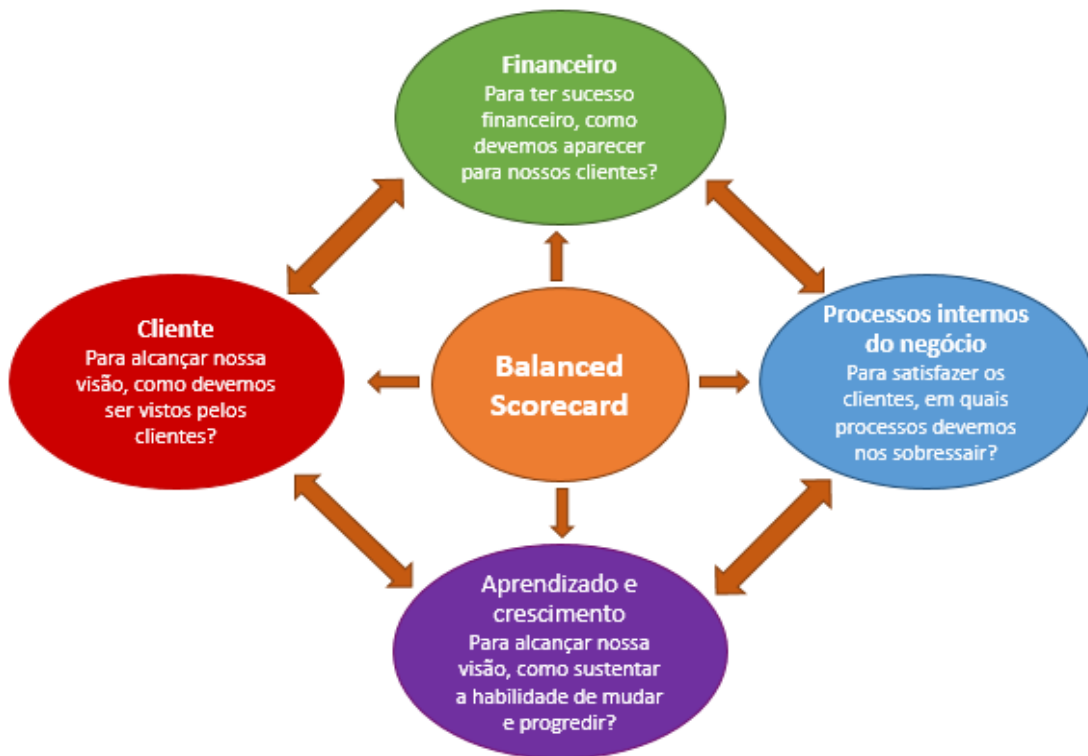 Financeiro
Para ter sucesso
financeiro, como
devemos aparecer
para nossos clientes?
Cliente
Para alcançar nossa
visão, como devemos
ser vistos pelos
clientes?
Balanced
Scorecard
Processos internos
do negócio
Para satisfazer os
clientes, em quais
processos devemos
nos sobressair?
Aprendizado e
crescimento
Para alcançar nossa
visão, como sustentar
a habilidade de mudar
e progredir?